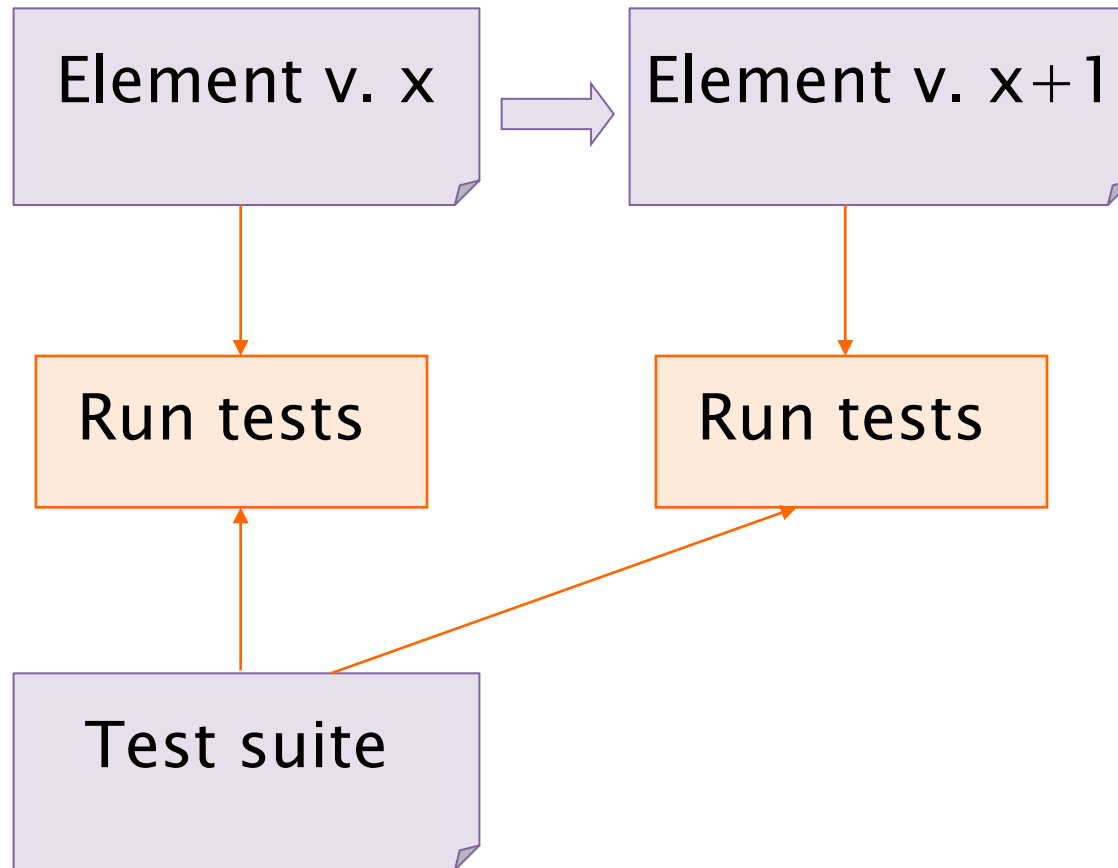 Element v. x
Element v. x+1
Run tests
Run tests
Test suite